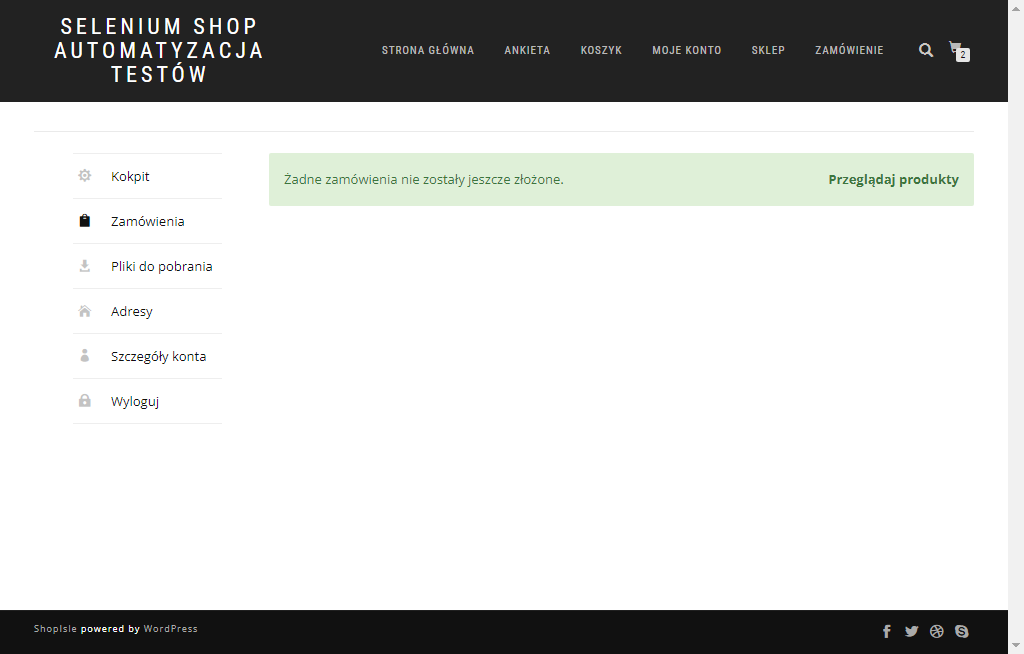 SELENIUM SHOP
AUTOMATYZACJA
TESTÓW
STRONA GŁÓWNA ANKIETA KOSZYK MOJE KONTO SKLEP ZAMÓWIENIE 2
Kokpit
Zamówienia
Pliki do pobrania
Adresy
Szczegóły konta
Wyloguj
Żadne zamówienia nie zostały jeszcze złożone. Przeglądaj produkty
ShopIsle powered by WordPress